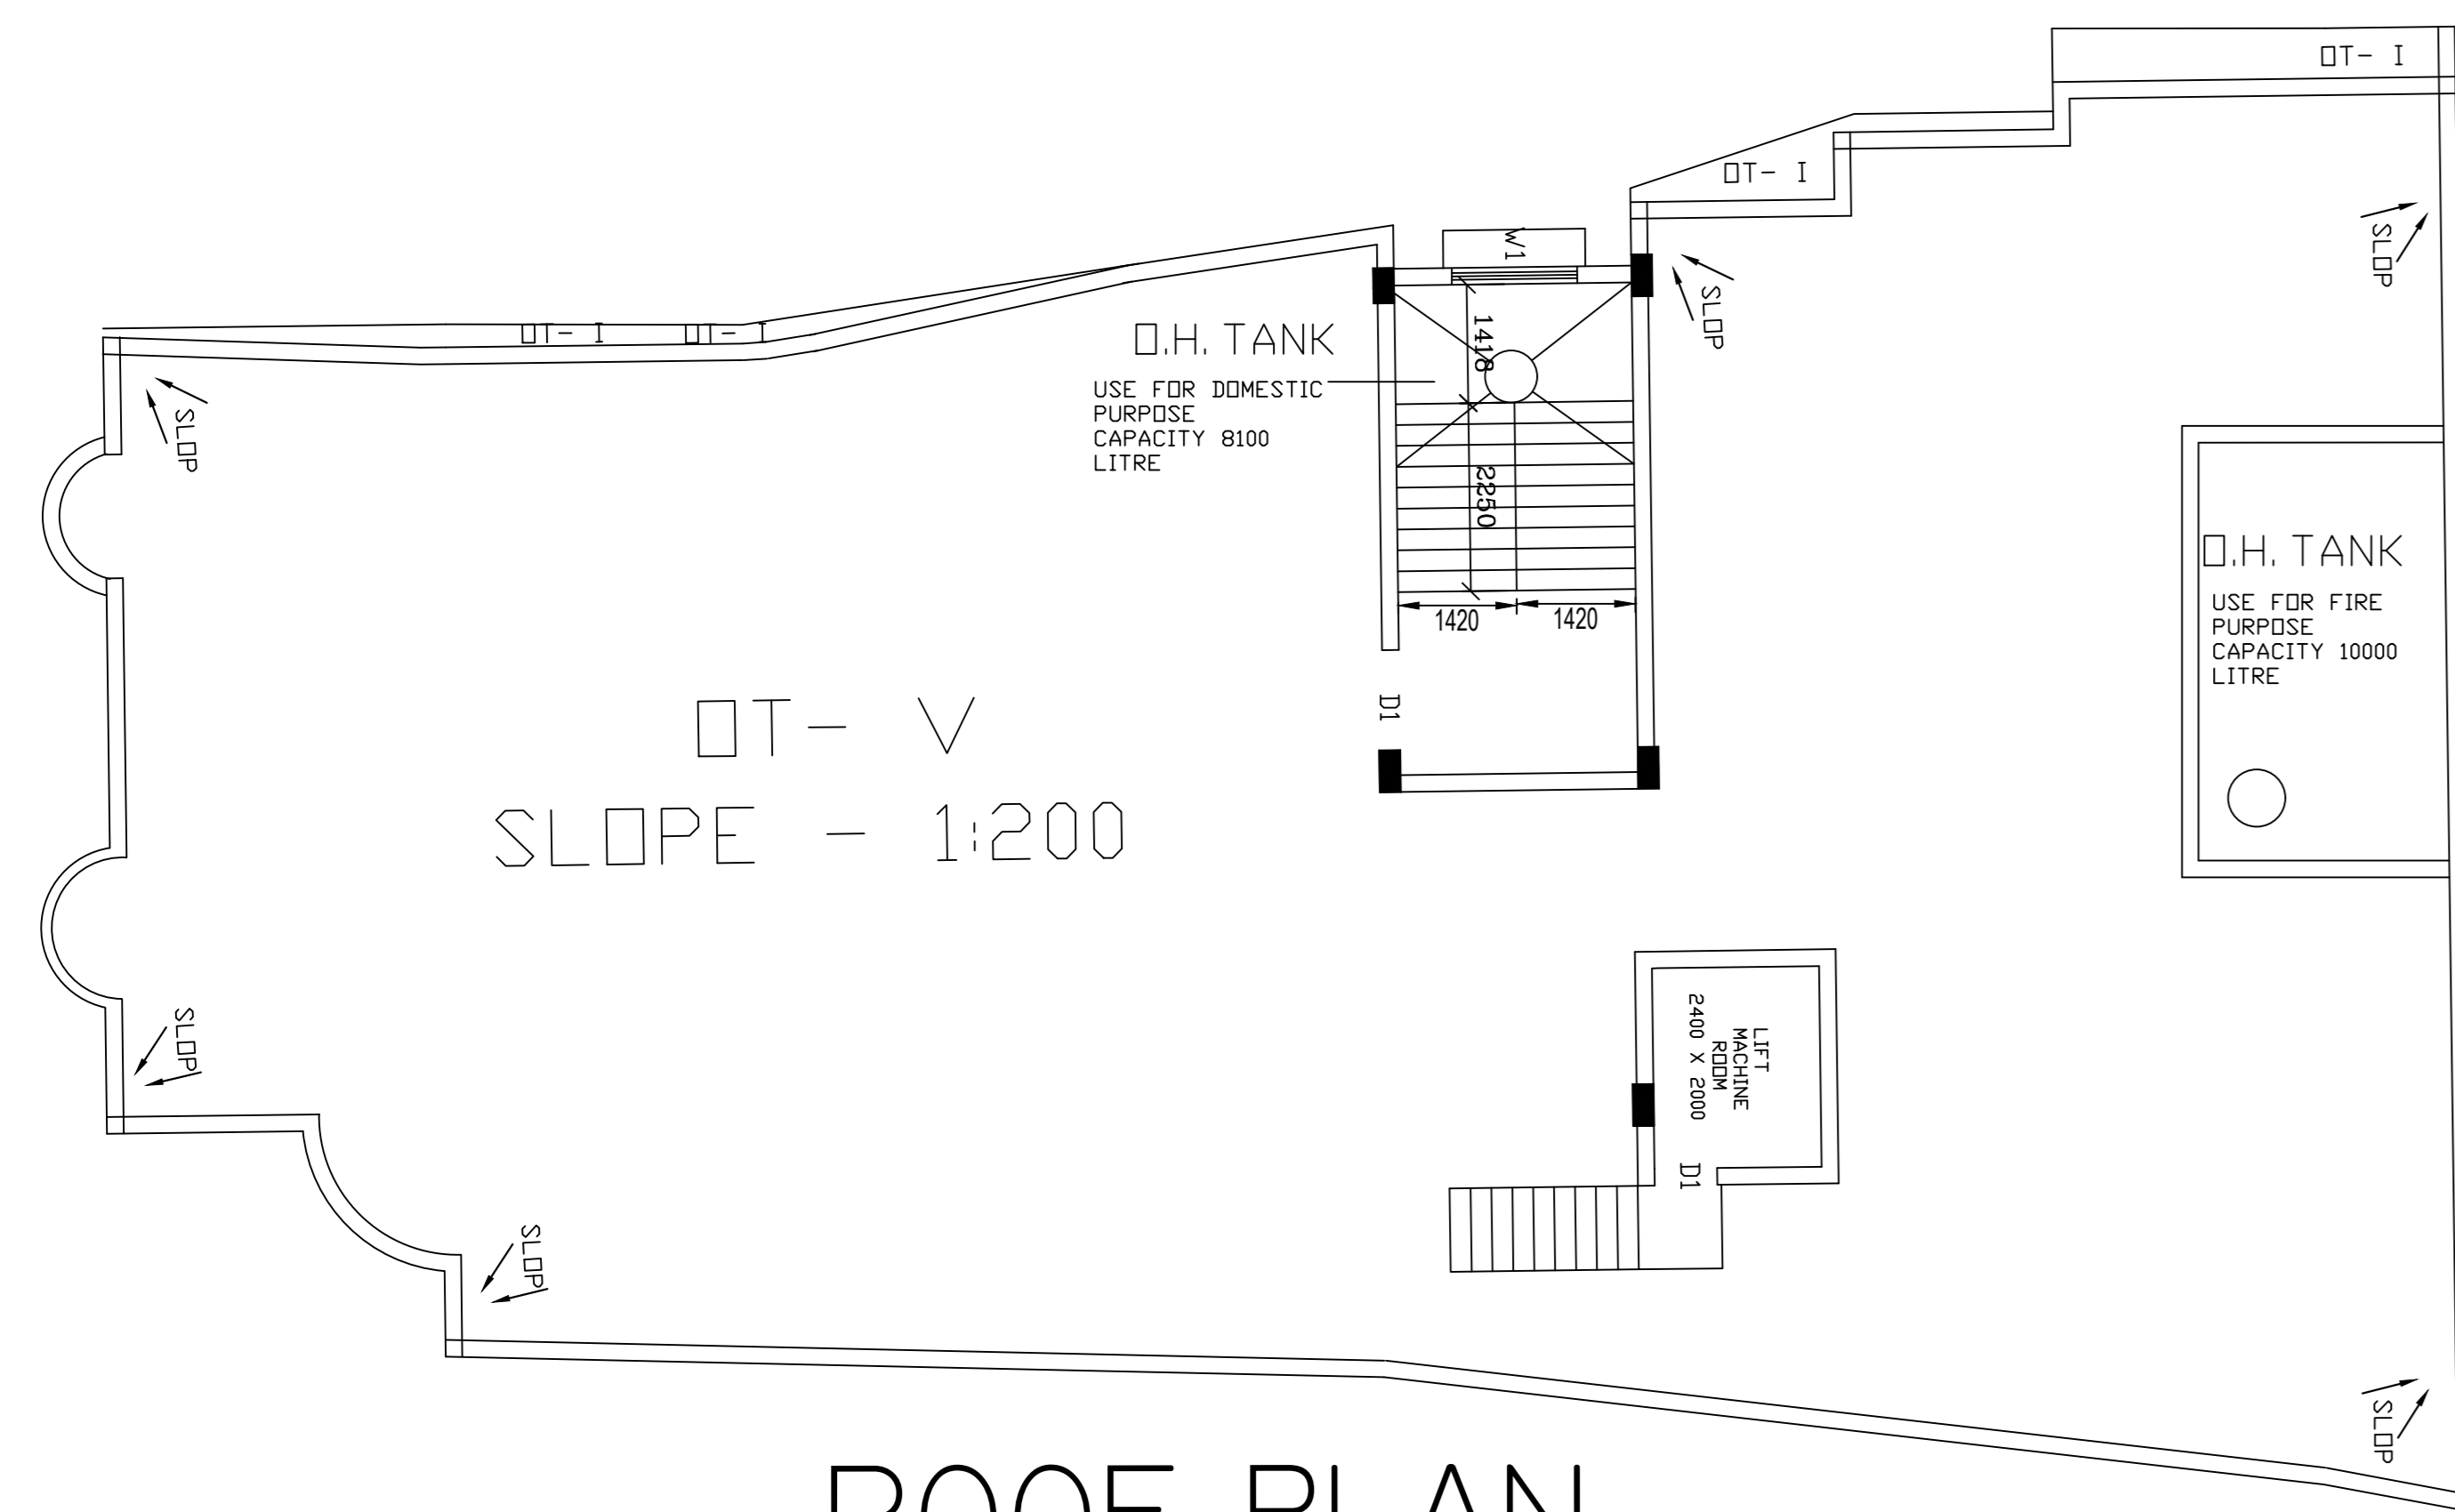 OT- I
OT- I
W1
SLOP
SLOP
OT- I
OT- I
O.H. TANK
USE FOR DOMESTIC
PURPOSE
CAPACITY 8100
LITRE
1418
SLOP
2250
1420
1420
O.H. TANK
USE FOR FIRE
PURPOSE
CAPACITY 10000
LITRE
D1
OT- V
SLOPE - 1:200
LIFT
MACHINE
ROOM
2400 X 2000
SLOP
D1
SLOP
SLOP
ROOF PLAN